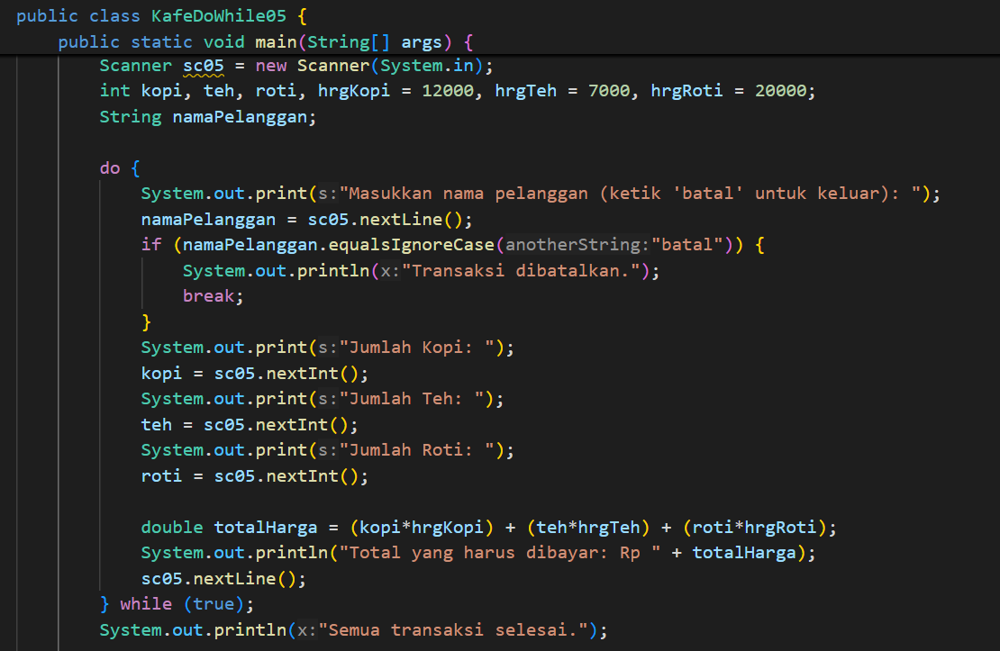 public class KafeDoWhile05 {
    public static void main(String[] args) {
        Scanner sc05 = new Scanner(System.in);
        int kopi, teh, roti, hrgKopi = 12000, hrgTeh = 7000, hrgRoti = 20000;
        String namaPelanggan;

        do {
            System.out.print(s:"Masukkan nama pelanggan (ketik 'batal' untuk keluar): ");
            namaPelanggan = sc05.nextLine();
            if (namaPelanggan.equalsIgnoreCase(anotherString:"batal")) {
                System.out.println(x:"Transaksi dibatalkan.");
                break;
            }
            System.out.print(s:"Jumlah Kopi: ");
            kopi = sc05.nextInt();
            System.out.print(s:"Jumlah Teh: ");
            teh = sc05.nextInt();
            System.out.print(s:"Jumlah Roti: ");
            roti = sc05.nextInt();

            double totalHarga = (kopi*hrgKopi) + (teh*hrgTeh) + (roti*hrgRoti);
            System.out.println("Total yang harus dibayar: Rp " + totalHarga);
            sc05.nextLine();
        } while (true);
        System.out.println(x:"Semua transaksi selesai.");